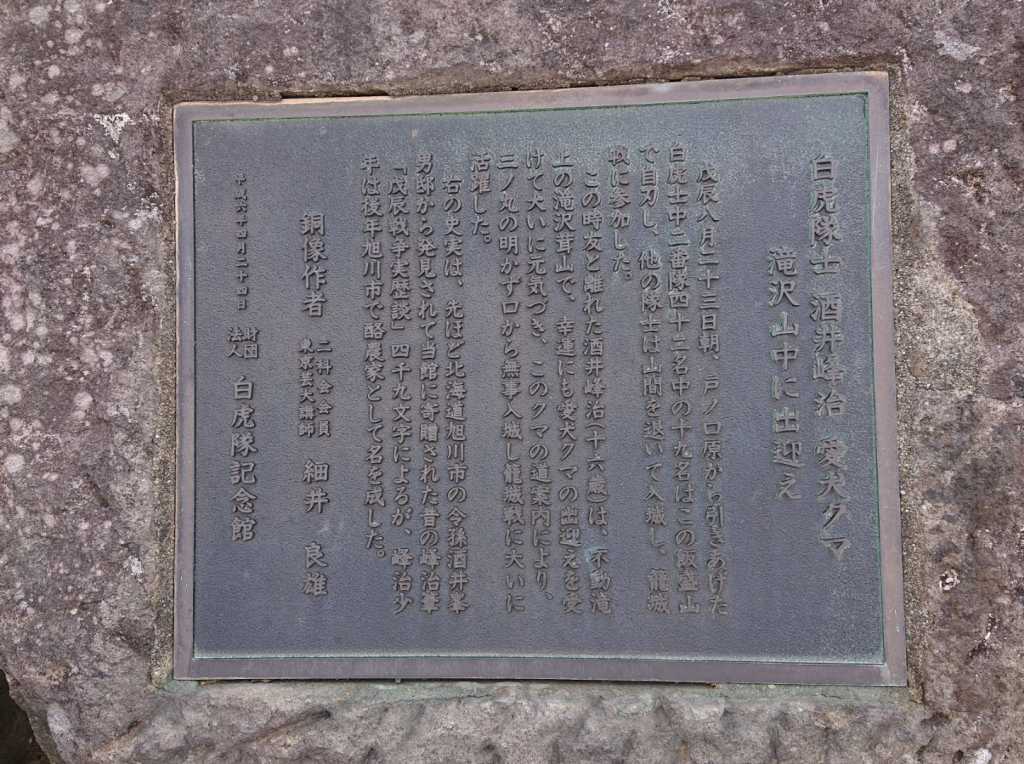 白虎隊士 酒井峰治 愛犬クマ
滝沢山中に出迎え
戊辰八月二十三日朝、戸ノ口原から引きあげた
白虎士中二番隊四十二名中の十九名はこの飯盛山
で自刃し、他の隊士は山間を退いて入城し、籠城
戦に参加した。
この時友と離れた酒井峰治(十六歳)は、不動滝
上の滝沢茸山で、幸運にも愛犬クマの出迎えを受
けて大いに元気づき、このクマの道案内により、
三ノ丸の明かずロから無事入城し籠城戦に大いに
活躍した。
右の史実は、先ほど北海道旭川市の令孫酒井峯
男邸から発見されて当館に寄贈された昔の峰治筆
「戊辰戦争実歴談」四千九文字によるが、峰治少
年は後年旭川市で酪農家として名を成した。
銅像作者 二科会会員 東京芸大講師 細井 良雄
平成六年四月二十四日 財団法人 白虎隊記念館